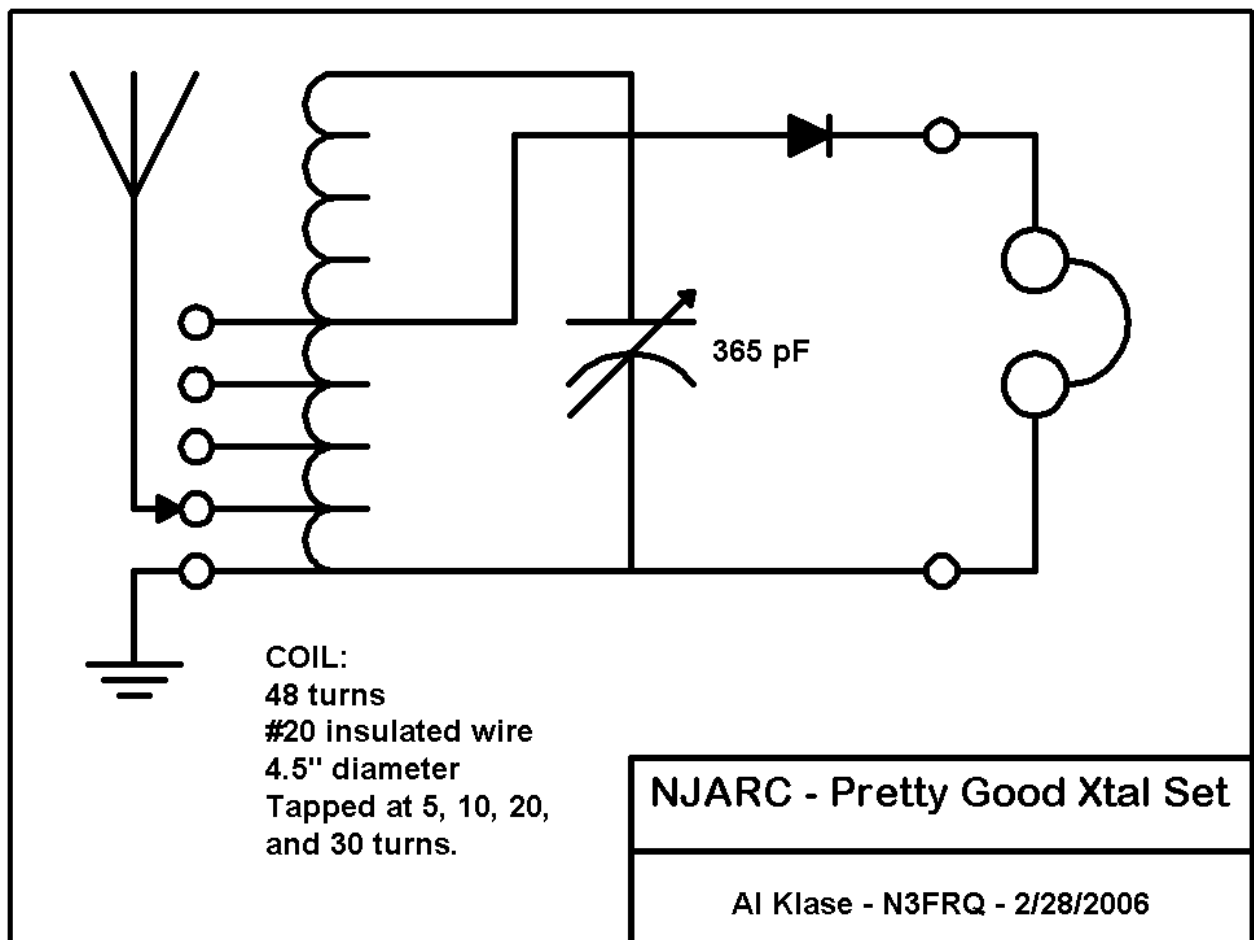 365 pF
COIL:
48 turns
#20 insulated wire
4.5" diameter
Tapped at 5, 10, 20,
and 30 turns.
NJARC - Pretty Good Xtal Set
Al Klase - N3FRQ - 2/28/2006